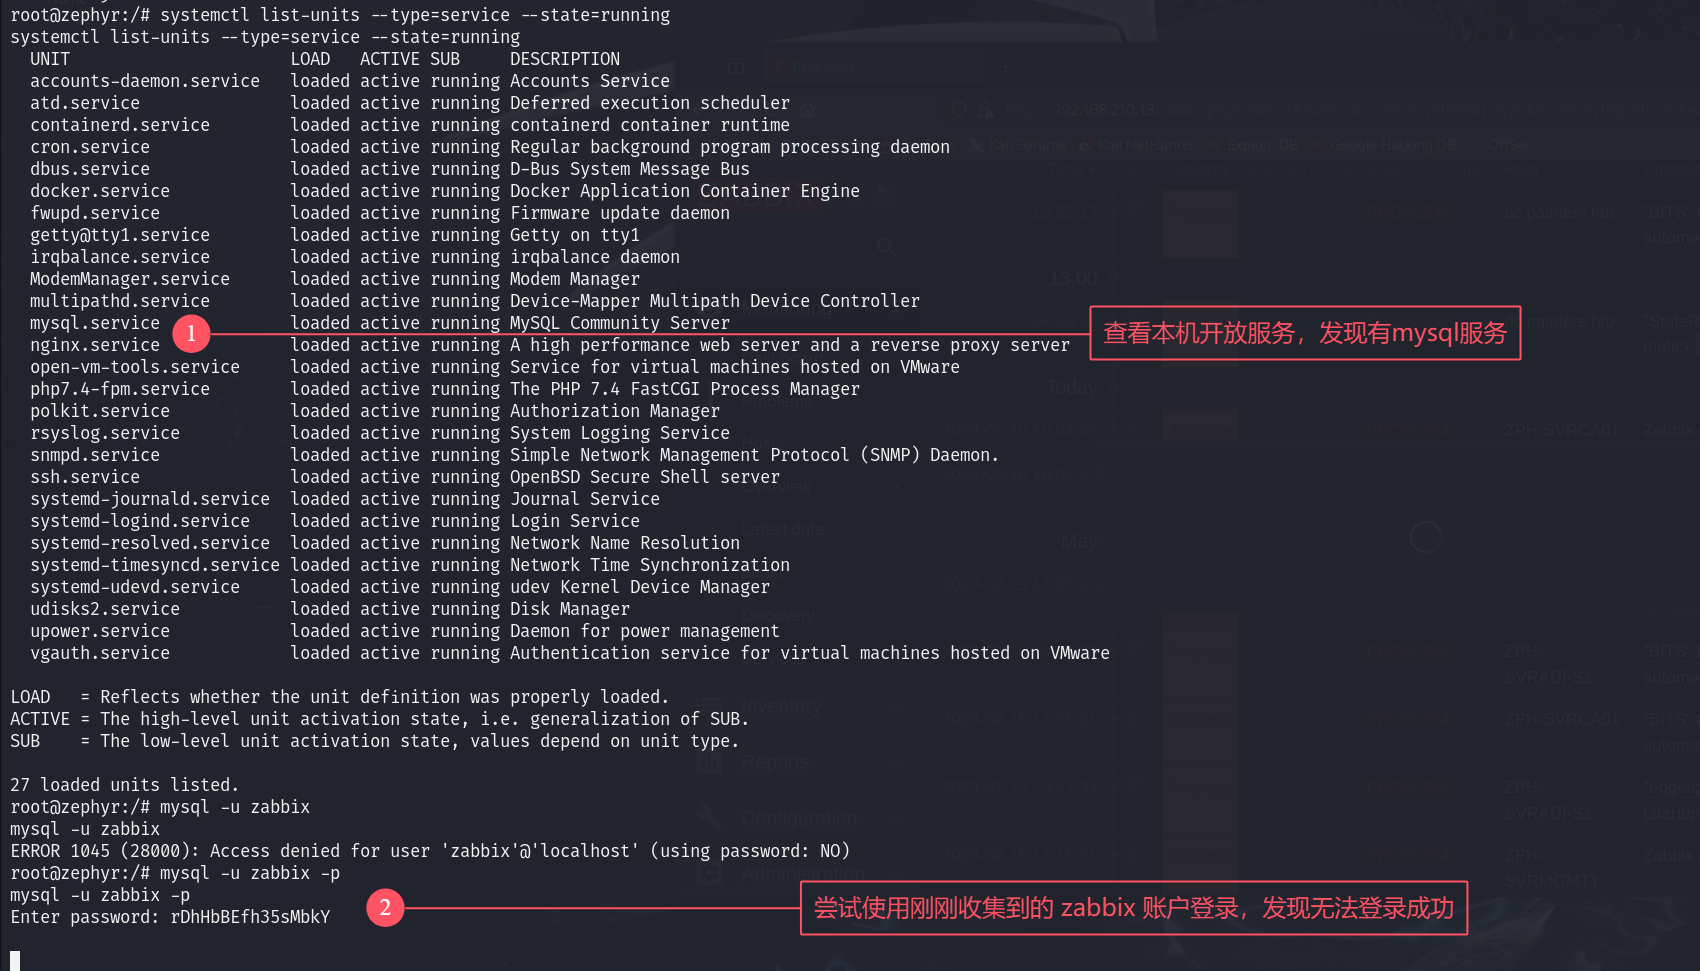 root@zephyr:/# systemctl list-units --type=service --state=running
systemctl list-units --type=service --state=running
UNIT LOAD ACTIVE SUB DESCRIPTION
accounts-daemon.service loaded active running Accounts Service
atd.service loaded active running Deferred execution scheduler
containerd.service loaded active running containerd container runtime
cron.service loaded active running Regular background program processing daemon
dbus.service loaded active running D-Bus System Message Bus
docker.service loaded active running Docker Application Container Engine
fwupd.service loaded active running Firmware update daemon
getty@tty1.service loaded active running Getty on tty1
irqbalance.service loaded active running irqbalance daemon
ModemManager.service loaded active running Modem Manager
multipathd.service loaded active running Device-Mapper Multipath Device Controller
mysql.service loaded active running MySQL Community Server
1
查看本机开放服务，发现有mysql服务
nginx.service loaded active running A high performance web server and a reverse proxy server
open-vm-tools.service loaded active running Service for virtual machines hosted on VMware
php7.4-fpm.service loaded active running The PHP 7.4 FastCGI Process Manager
polkit.service loaded active running Authorization Manager
rsyslog.service loaded active running System Logging Service
snmpd.service loaded active running Simple Network Management Protocol (SNMP) Daemon.
ssh.service loaded active running OpenBSD Secure Shell server
systemd-journald.service loaded active running Journal Service
systemd-logind.service loaded active running Login Service
systemd-resolved.service loaded active running Network Name Resolution
systemd-timesyncd.service loaded active running Network Time Synchronization
systemd-udevd.service loaded active running udev Kernel Device Manager
udisks2.service loaded active running Disk Manager
upower.service loaded active running Daemon for power management
vgauth.service loaded active running Authentication service for virtual machines hosted on VMware
LOAD = Reflects whether the unit definition was properly loaded.
ACTIVE = The high-level unit activation state, i.e. generalization of SUB.
SUB = The low-level unit activation state, values depend on unit type.
27 loaded units listed.
root@zephyr:/# mysql -u zabbix
mysql -u zabbix
ERROR 1045 (28000): Access denied for user 'zabbix'@'localhost' (using password: NO)
root@zephyr:/# mysql -u zabbix -p
mysql -u zabbix -p
Enter password: rDhHbBEfh35sMbkY
2
尝试使用刚刚收集到的 zabbix 账户登录，发现无法登录成功